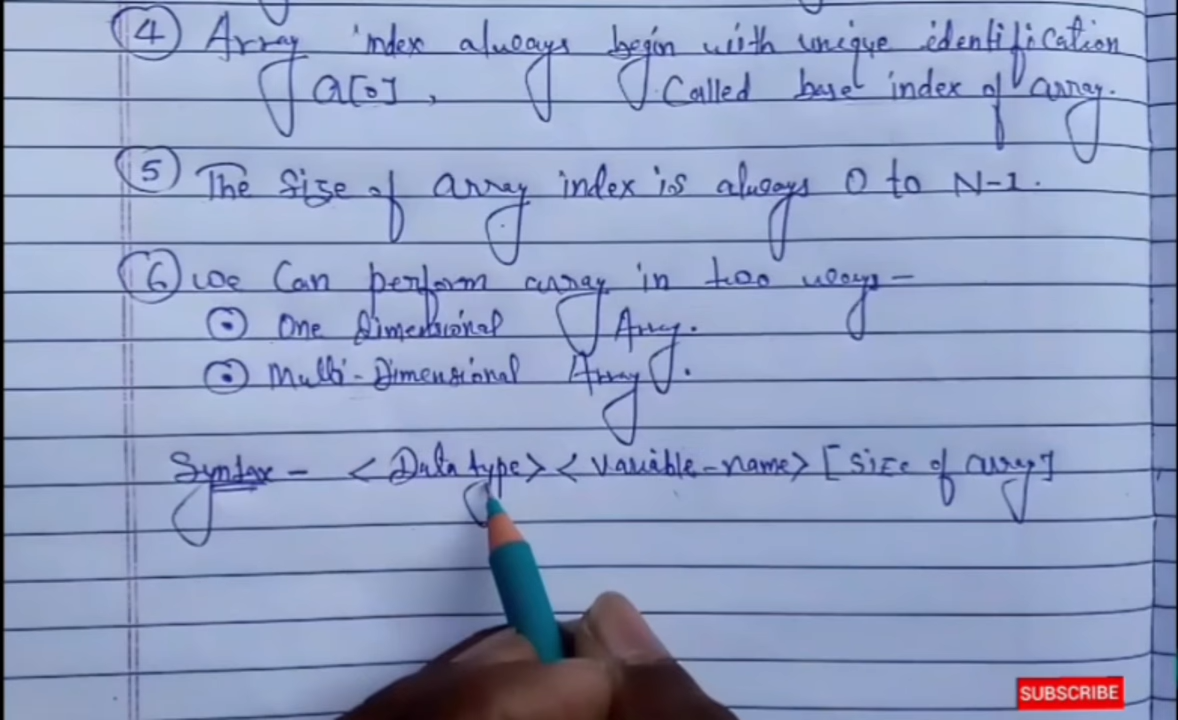 ④ Array index always begin with unique identification
a[0], called base index of array.
⑤ The size of array index is always 0 to N-1.
⑥ we can perform array in two ways -
⊙ One Dimensional Array.
⊙ Multi-Dimensional Array.
Syntax - <Data type> <variable-name> [size of array]
SUBSCRIBE